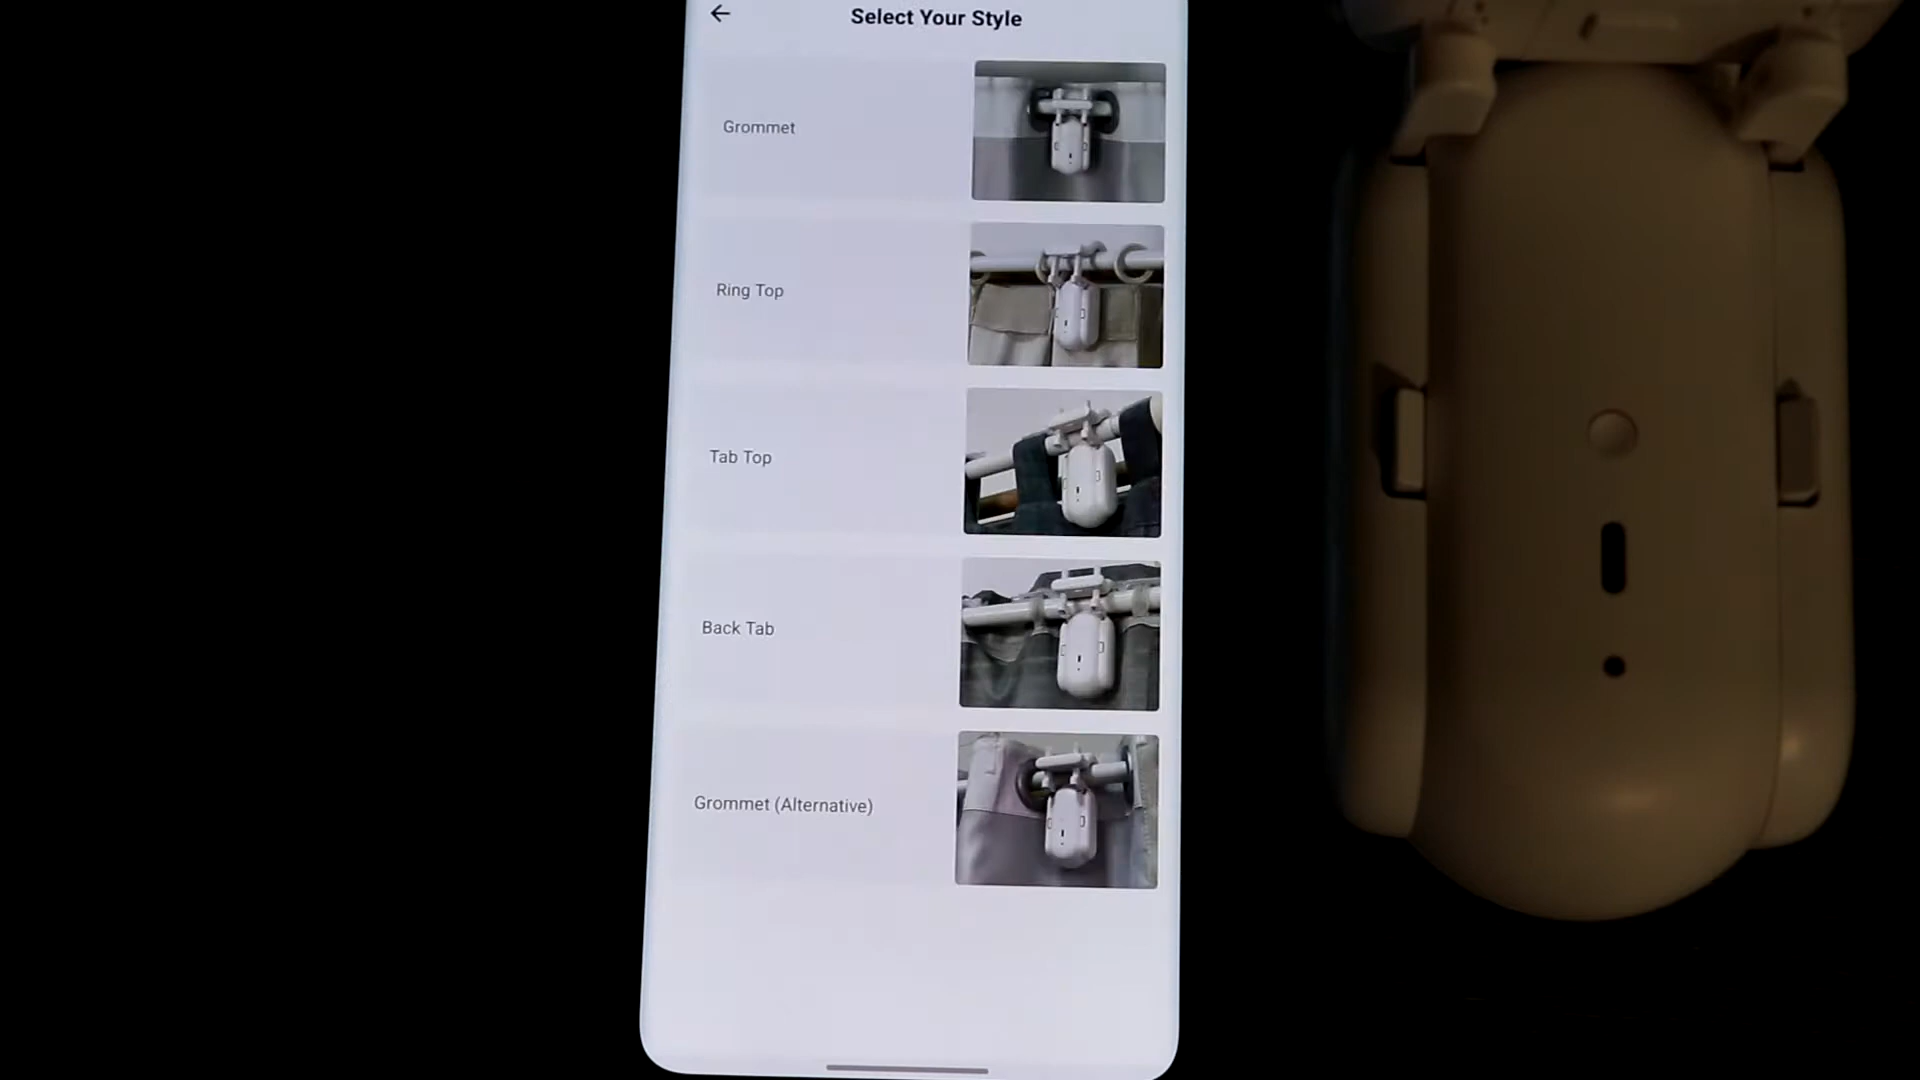 Select Your Style
Grommet
Ring Top
Tab Top
Back Tab
Grommet (Alternative)